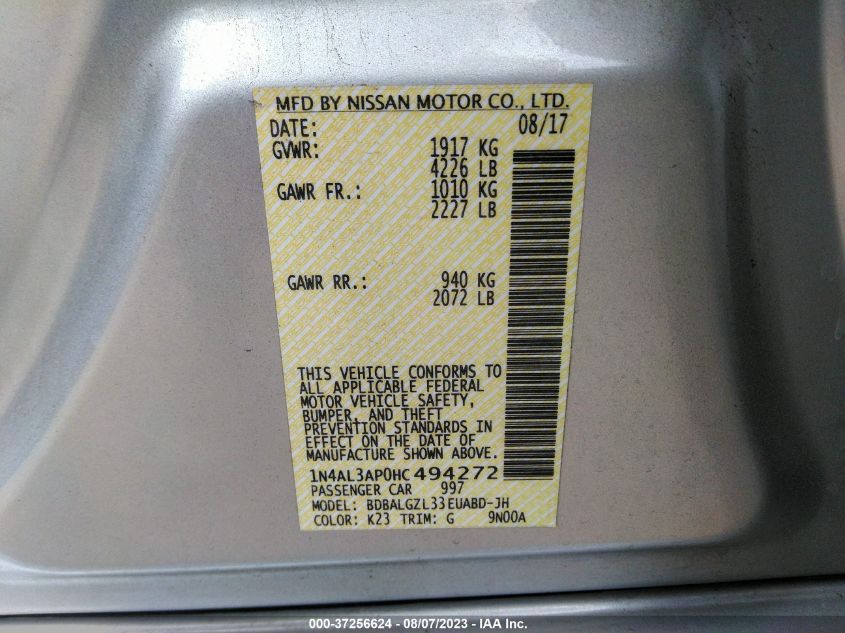 MFD BY NISSAN MOTOR CO., LTD.
DATE: 08/17
GVWR: 1917 KG
4226 LB
GAWR FR.: 1010 KG
2227 LB
GAWR RR.: 940 KG
2072 LB
THIS VEHICLE CONFORMS TO
ALL APPLICABLE FEDERAL
MOTOR VEHICLE SAFETY,
BUMPER, AND THEFT
PREVENTION STANDARDS IN
EFFECT ON THE DATE OF
MANUFACTURE SHOWN ABOVE.
1N4AL3AP0HC494272
PASSENGER CAR 997
MODEL: BDBALGZL33EUABD-JH
COLOR: K23 TRIM: G 9N00A
000-37256624 - 08/07/2023 - IAA Inc.